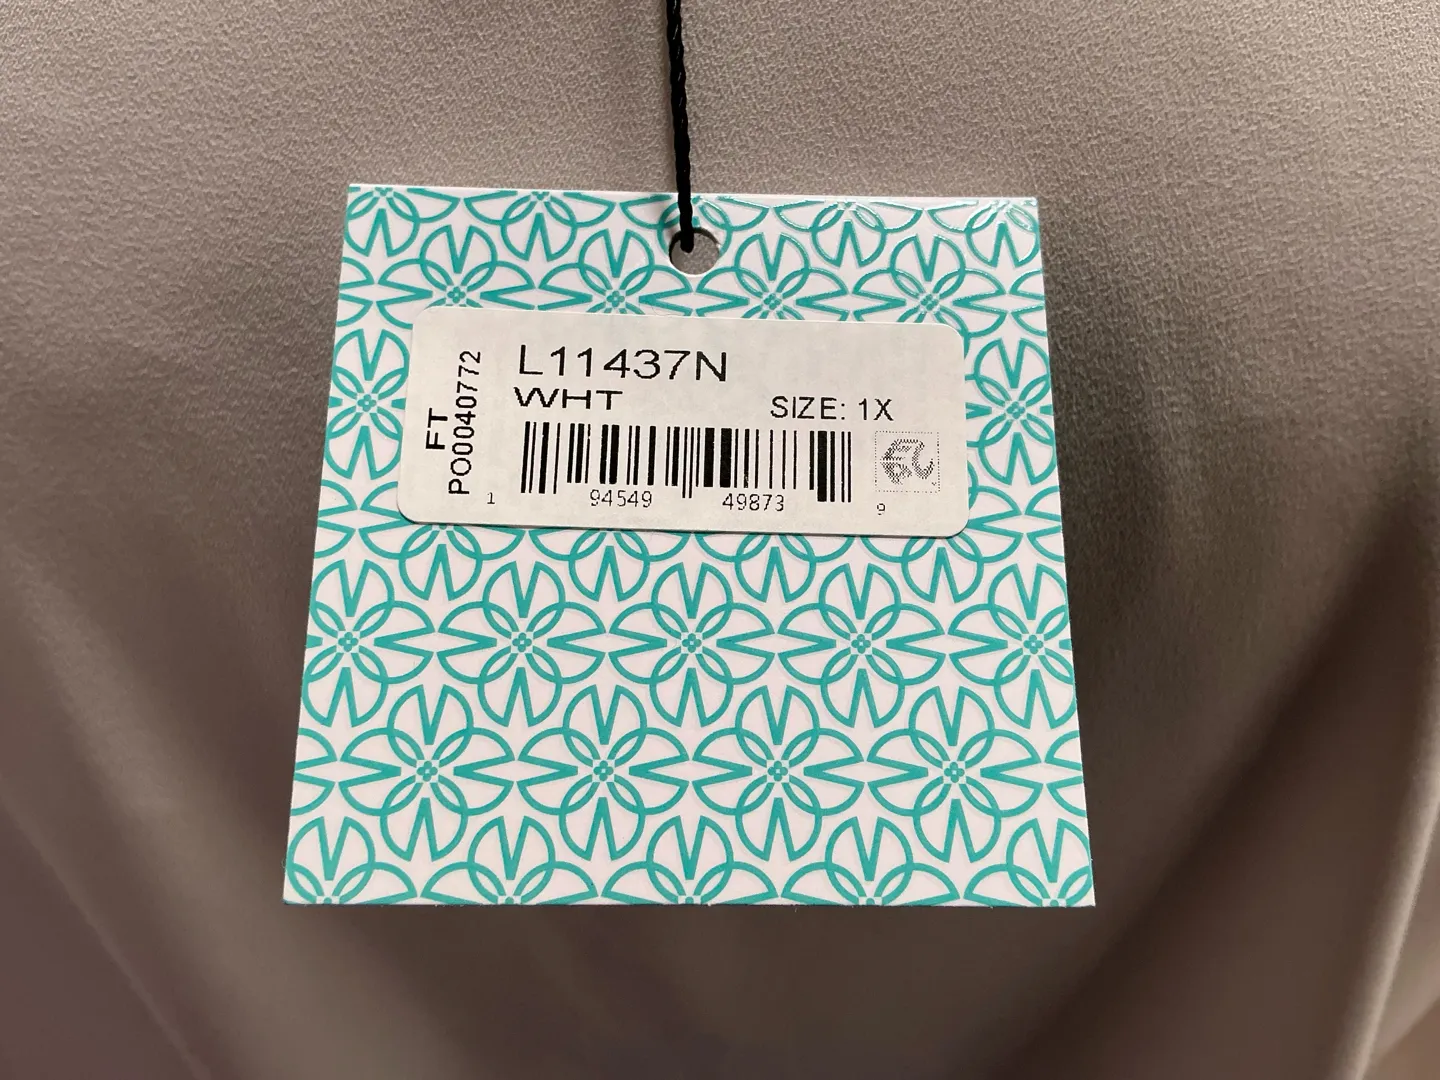 L11437N
WHT
SIZE: 1X
FT
PO0040772
1 94549 49873 9